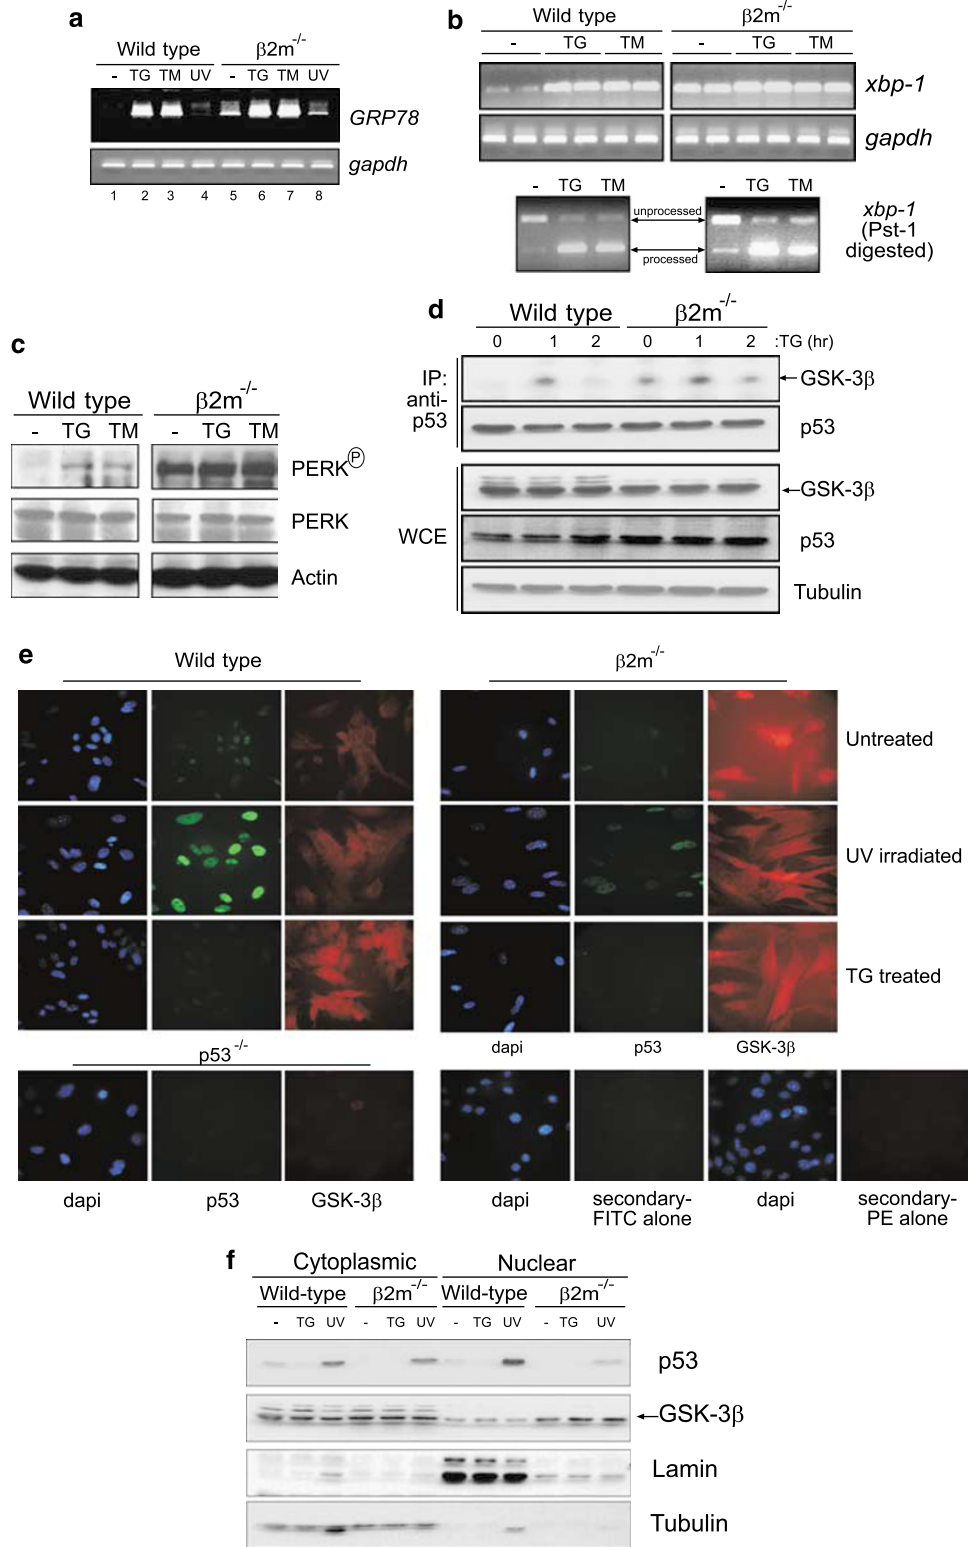 a
Wild type β2m-/-
- TG TM UV - TG TM UV
GRP78
gapdh
1 2 3 4 5 6 7 8
b
Wild type β2m-/-
- TG TM - TG TM
xbp-1
gapdh
- TG TM - TG TM
unprocessed
processed
xbp-1
(Pst-1
digested)
c
Wild type β2m-/-
- TG TM - TG TM
PERK P
PERK
Actin
d
Wild type β2m-/-
0 1 2 0 1 2 :TG (hr)
IP:
anti-
p53
GSK-3β
p53
WCE
GSK-3β
p53
Tubulin
e
Wild type β2m-/-
Untreated
UV irradiated
TG treated
dapi p53 GSK-3β
p53-/-
dapi p53 GSK-3β dapi secondary-FITC alone dapi secondary-PE alone
f
Cytoplasmic Nuclear
Wild-type β2m-/- Wild-type β2m-/-
- TG UV - TG UV - TG UV - TG UV
p53
GSK-3β
Lamin
Tubulin